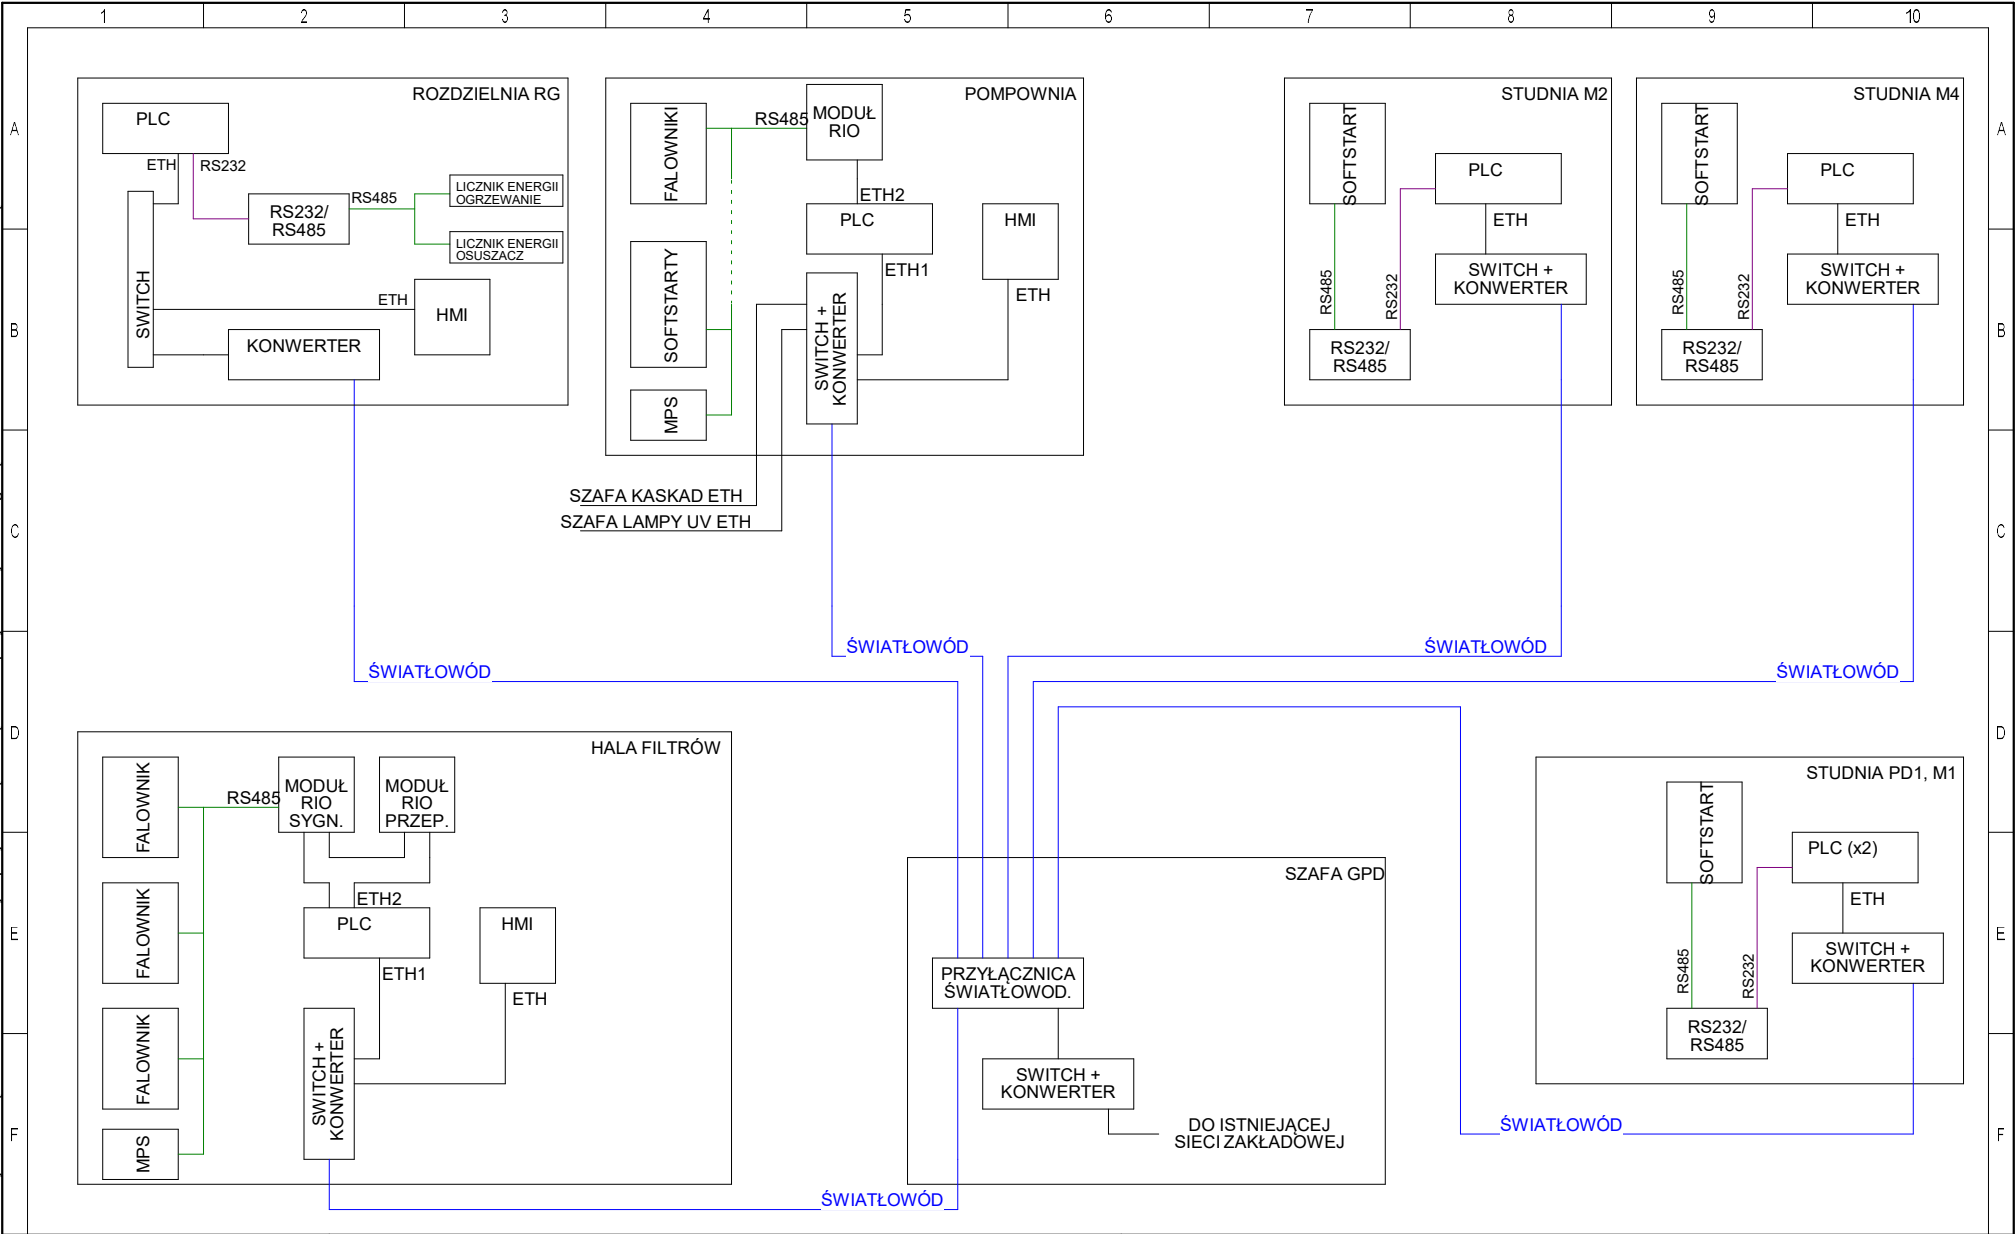 1 2 3 4 5 6 7 8 9 10
A
B
C
D
E
F
A
B
C
D
E
F
ROZDZIELNIA RG
PLC
ETH
RS232
RS232/
RS485
RS485
LICZNIK ENERGII
OGRZEWANIE
LICZNIK ENERGII
OSUSZACZ
SWITCH
ETH
HMI
KONWERTER
POMPOWNIA
FALOWNIKI
RS485
MODUŁ
RIO
ETH2
PLC
HMI
ETH1
ETH
SOFTSTARTY
SWITCH +
KONWERTER
MPS
SZAFA KASKAD ETH
SZAFA LAMPY UV ETH
STUDNIA M2
SOFTSTART
PLC
ETH
SWITCH +
KONWERTER
RS485
RS232
RS232/
RS485
STUDNIA M4
SOFTSTART
PLC
ETH
SWITCH +
KONWERTER
RS485
RS232
RS232/
RS485
ŚWIATŁOWÓD
ŚWIATŁOWÓD
ŚWIATŁOWÓD
ŚWIATŁOWÓD
HALA FILTRÓW
FALOWNIK
RS485
MODUŁ
RIO
SYGN.
MODUŁ
RIO
PRZEP.
FALOWNIK
ETH2
PLC
HMI
ETH1
ETH
FALOWNIK
SWITCH +
KONWERTER
MPS
ŚWIATŁOWÓD
SZAFA GPD
PRZYŁĄCZNICA
ŚWIATŁOWOD.
SWITCH +
KONWERTER
DO ISTNIEJĄCEJ
SIECI ZAKŁADOWEJ
STUDNIA PD1, M1
SOFTSTART
PLC (x2)
ETH
SWITCH +
KONWERTER
RS485
RS232
RS232/
RS485
ŚWIATŁOWÓD